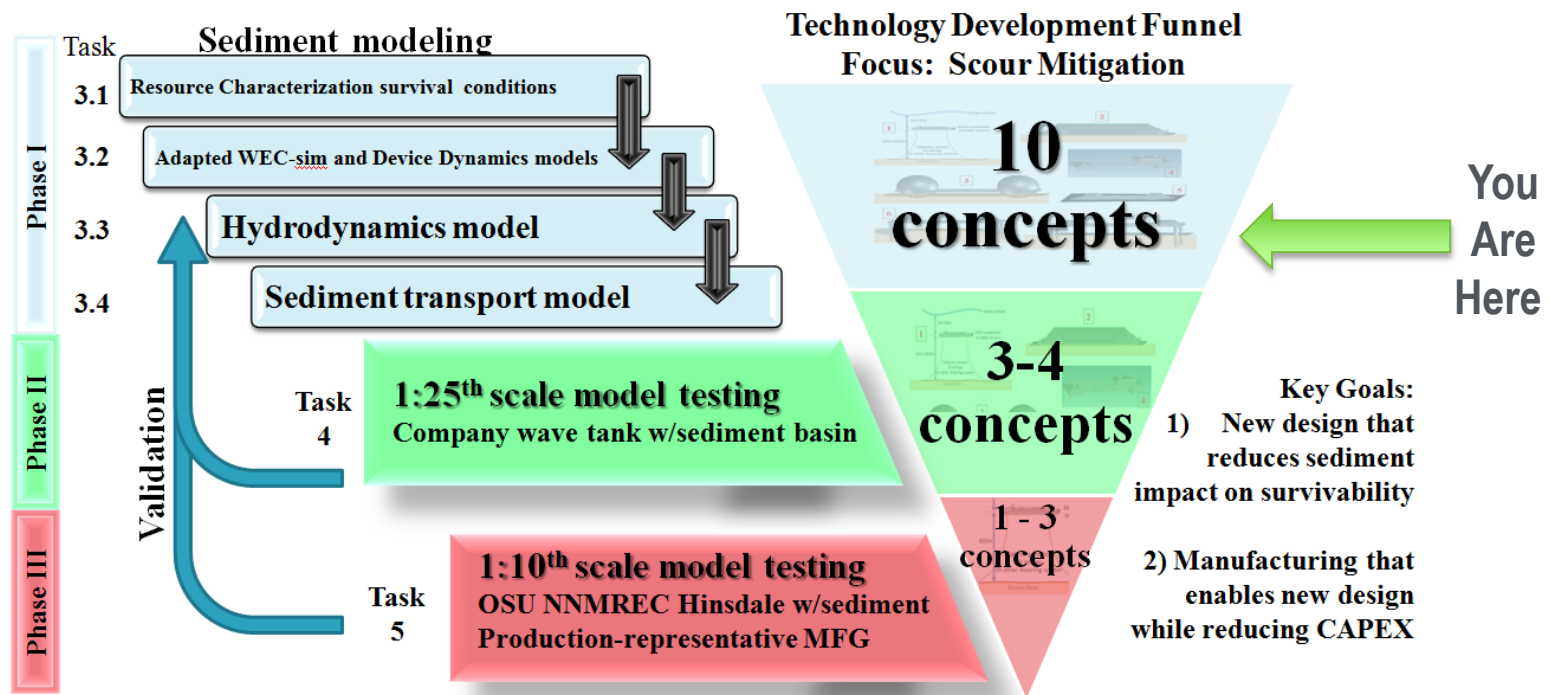 Task
Sediment modeling
3.1
Resource Characterization survival conditions
3.2
Adapted WEC-sim and Device Dynamics models
3.3
Hydrodynamics model
3.4
Sediment transport model
Phase I
Phase II
Phase III
Validation
Task
4
1:25th scale model testing
Company wave tank w/sediment basin
Task
5
1:10th scale model testing
OSU NNMREC Hinsdale w/sediment
Production-representative MFG
Technology Development Funnel
Focus: Scour Mitigation
10
concepts
3-4
concepts
1 - 3
concepts
You
Are
Here
Key Goals:
1) New design that
reduces sediment
impact on survivability
2) Manufacturing that
enables new design
while reducing CAPEX